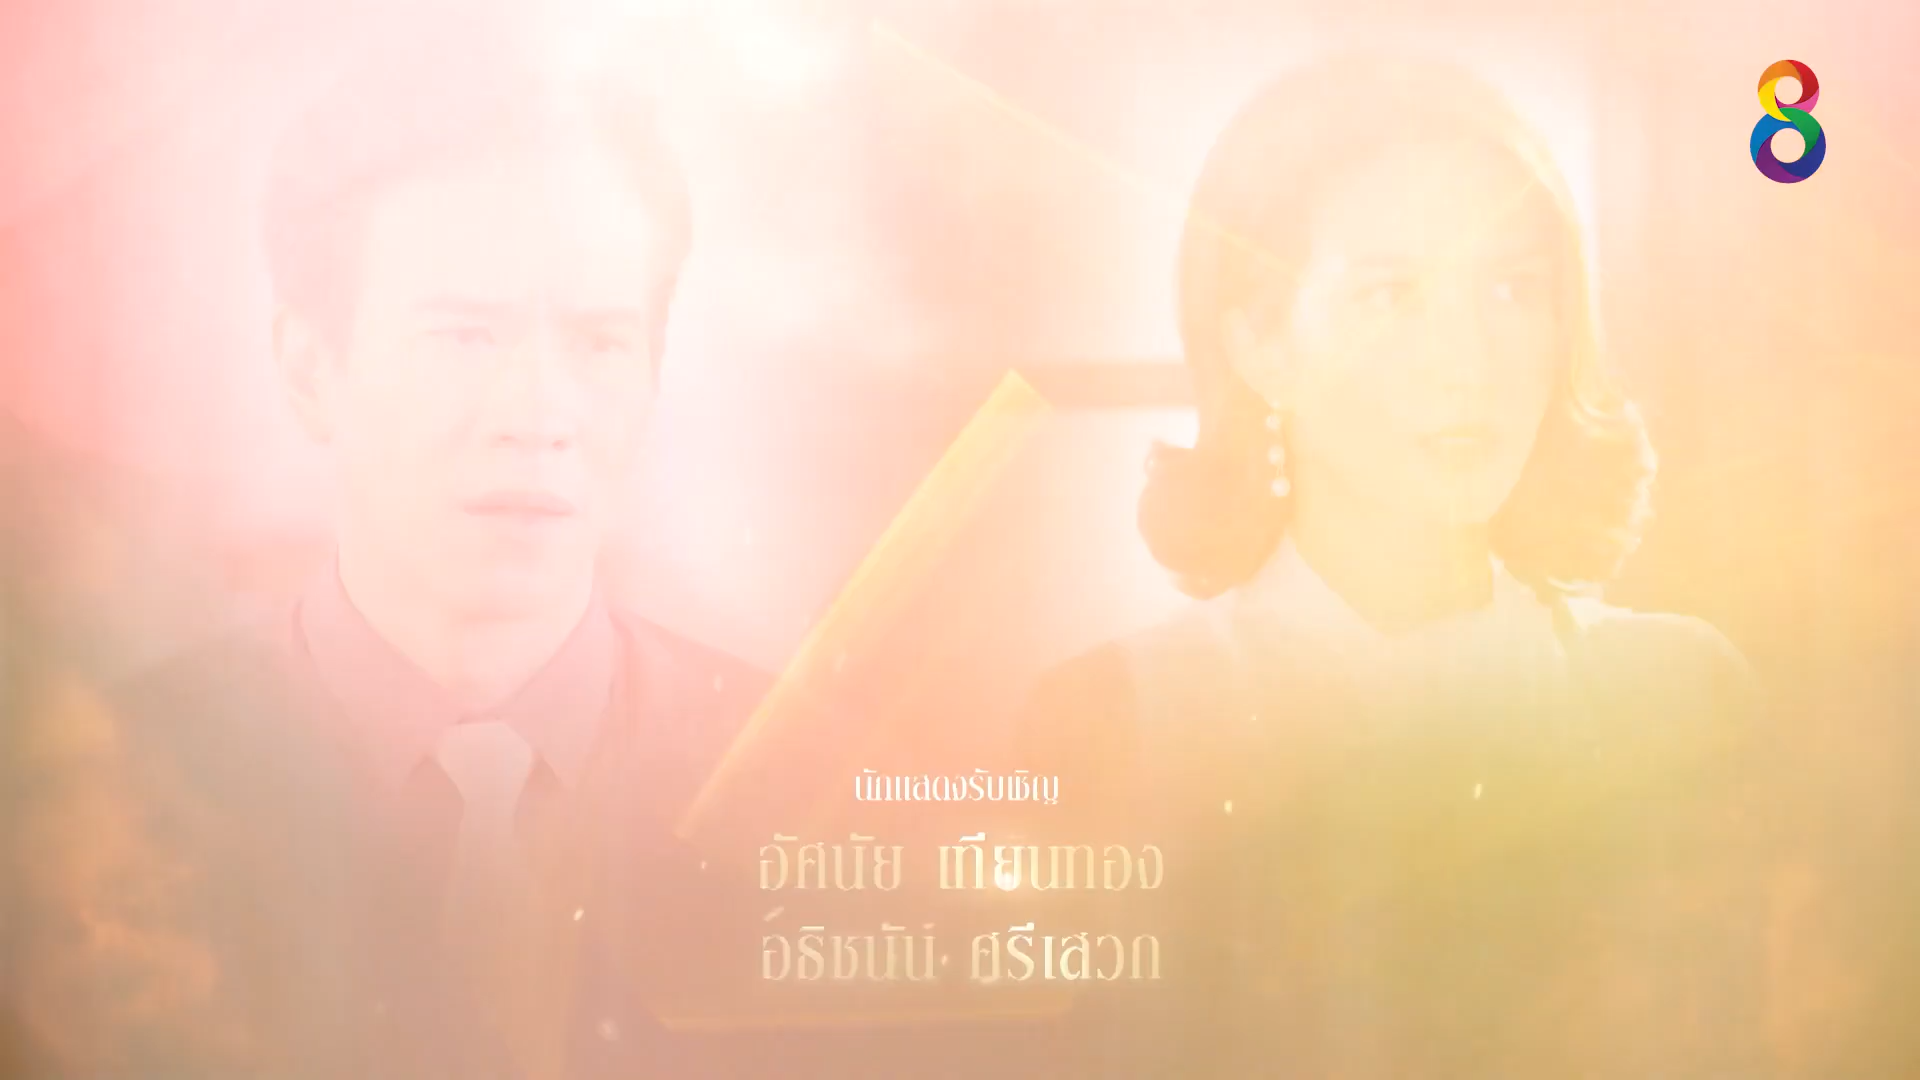 8
นักแสดงรับเชิญ
อัศนัย เทียนทอง
อ์ธิชนัน ศรีเสวก